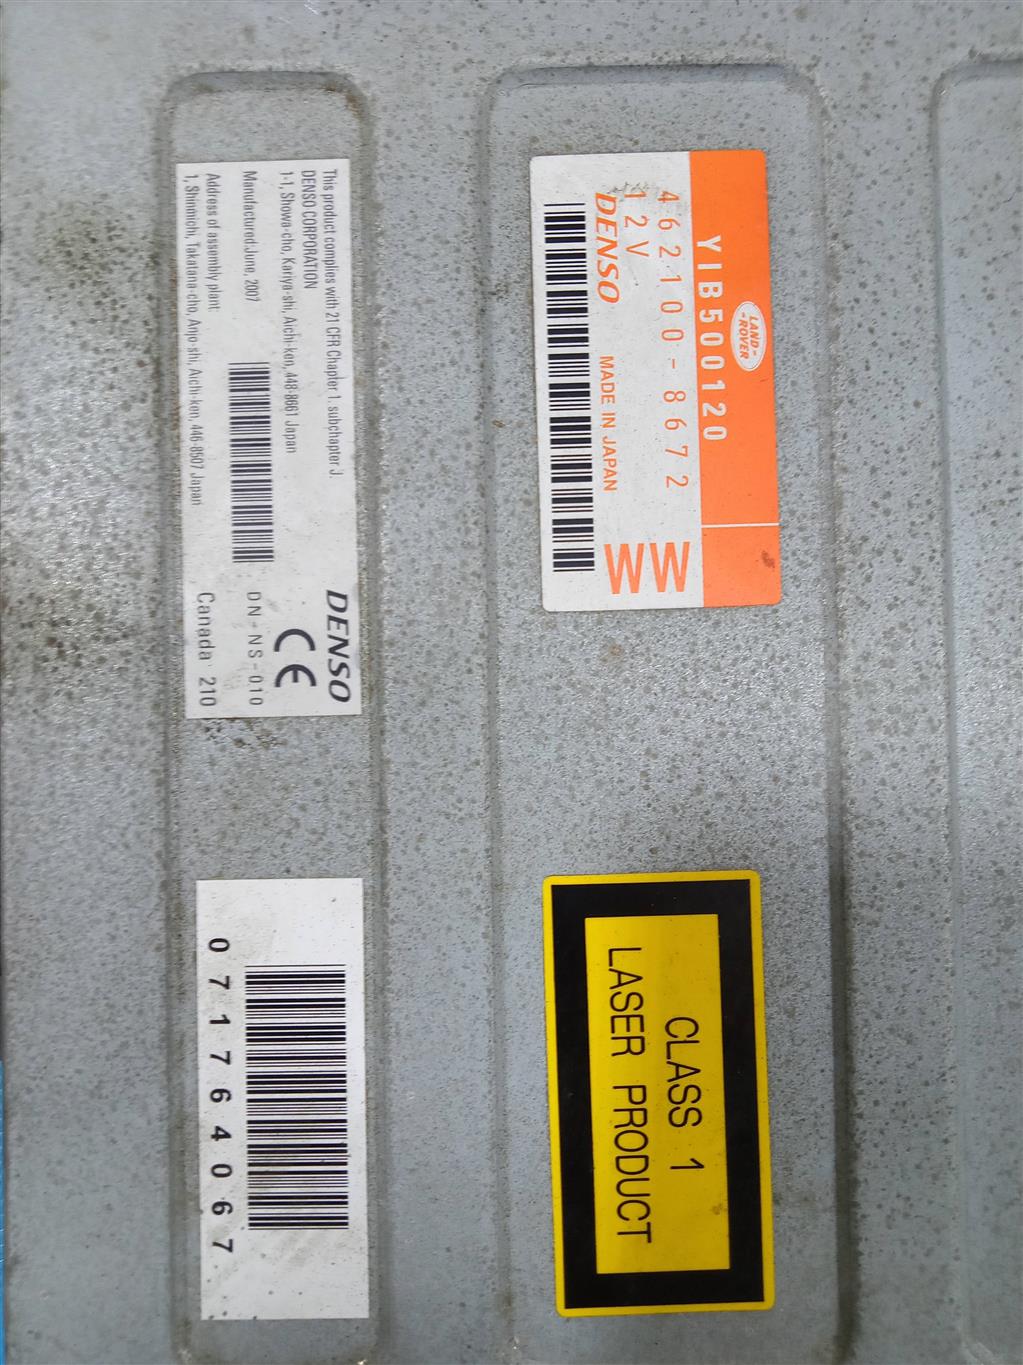 This product complies with 21 CFR Chapter 1. subchapter J.
DENSO CORPORATION
1-1, Showa-cho, Kariya-shi, Aichi-ken, 448-8661 Japan
Manufactured:June, 2007
Address of assembly plant:
1, Shinmichi, Takatana-cho, Anjo-shi, Aichi-ken, 446-8507 Japan
DENSO
CE
DN-NS-010
Canada 210
LAND-
-ROVER
YIB500120
462100-8672
12V
DENSO
MADE IN JAPAN
WW
071764067
CLASS 1
LASER PRODUCT